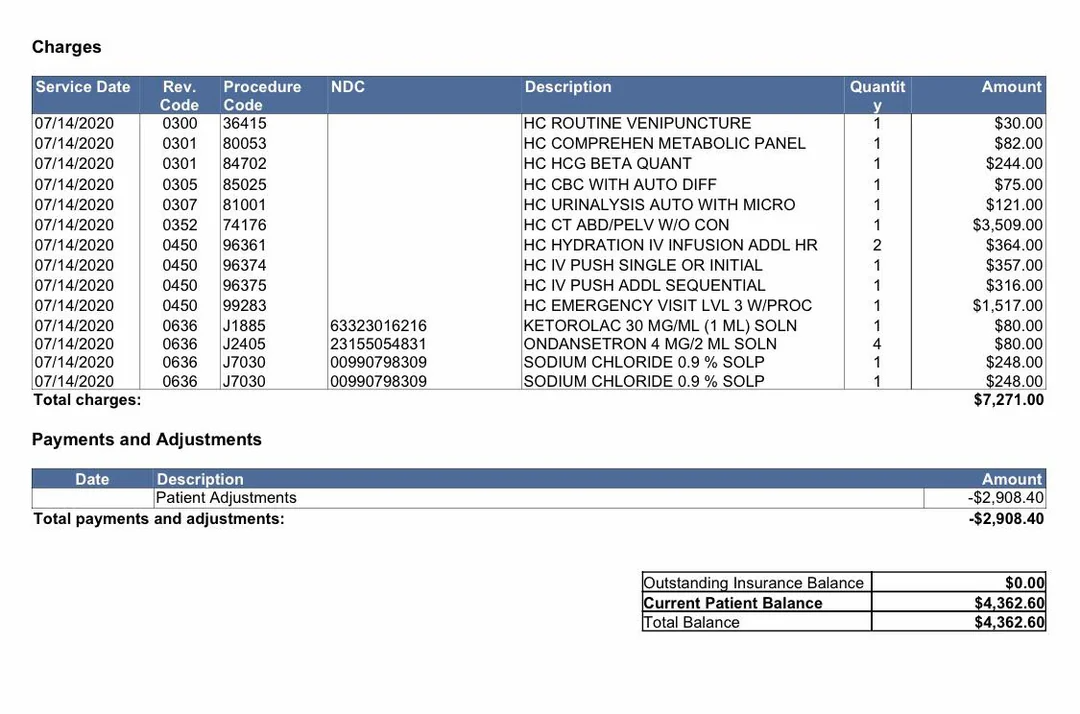 Charges
Service Date Rev. Code Procedure Code NDC Description Quantity Amount
07/14/2020 0300 36415 HC ROUTINE VENIPUNCTURE 1 $30.00
07/14/2020 0301 80053 HC COMPREHEN METABOLIC PANEL 1 $82.00
07/14/2020 0301 84702 HC HCG BETA QUANT 1 $244.00
07/14/2020 0305 85025 HC CBC WITH AUTO DIFF 1 $75.00
07/14/2020 0307 81001 HC URINALYSIS AUTO WITH MICRO 1 $121.00
07/14/2020 0352 74176 HC CT ABD/PELV W/O CON 1 $3,509.00
07/14/2020 0450 96361 HC HYDRATION IV INFUSION ADDL HR 2 $364.00
07/14/2020 0450 96374 HC IV PUSH SINGLE OR INITIAL 1 $357.00
07/14/2020 0450 96375 HC IV PUSH ADDL SEQUENTIAL 1 $316.00
07/14/2020 0450 99283 HC EMERGENCY VISIT LVL 3 W/PROC 1 $1,517.00
07/14/2020 0636 J1885 63323016216 KETOROLAC 30 MG/ML (1 ML) SOLN 1 $80.00
07/14/2020 0636 J2405 23155054831 ONDANSETRON 4 MG/2 ML SOLN 4 $80.00
07/14/2020 0636 J7030 00990798309 SODIUM CHLORIDE 0.9 % SOLP 1 $248.00
07/14/2020 0636 J7030 00990798309 SODIUM CHLORIDE 0.9 % SOLP 1 $248.00
Total charges: $7,271.00
Payments and Adjustments
Date Description Amount
Patient Adjustments -$2,908.40
Total payments and adjustments: -$2,908.40
Outstanding Insurance Balance $0.00
Current Patient Balance $4,362.60
Total Balance $4,362.60